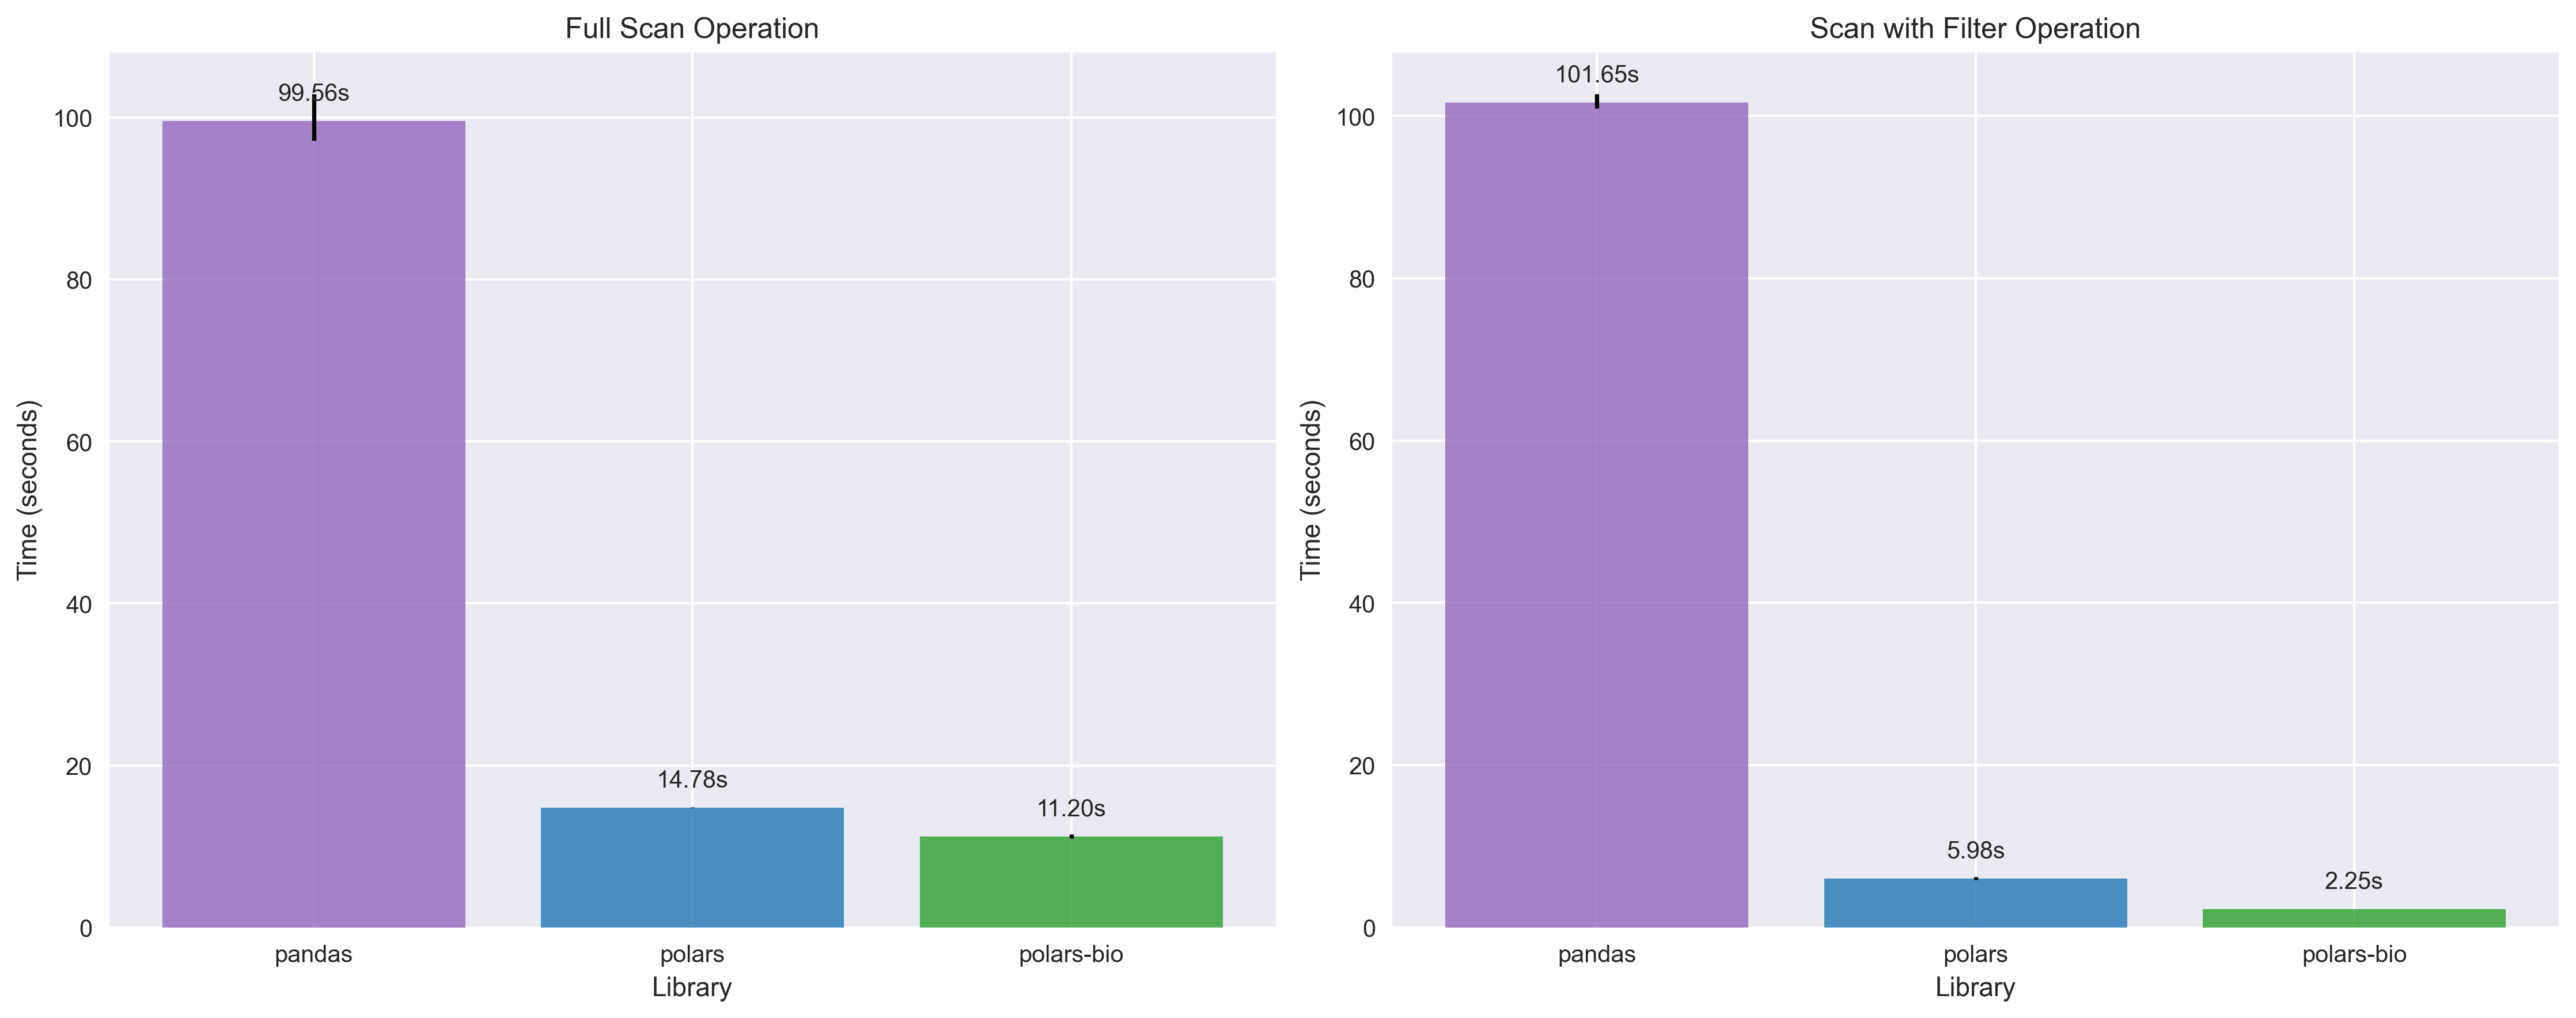 Full Scan Operation
Time (seconds)
100
80
60
40
20
0
99.56s
14.78s
11.20s
pandas
polars
polars-bio
Library
Scan with Filter Operation
Time (seconds)
100
80
60
40
20
0
101.65s
5.98s
2.25s
pandas
polars
polars-bio
Library